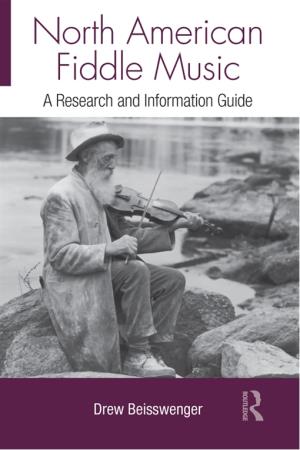 North American
Fiddle Music
A Research and Information Guide
Drew Beisswenger
ROUTLEDGE